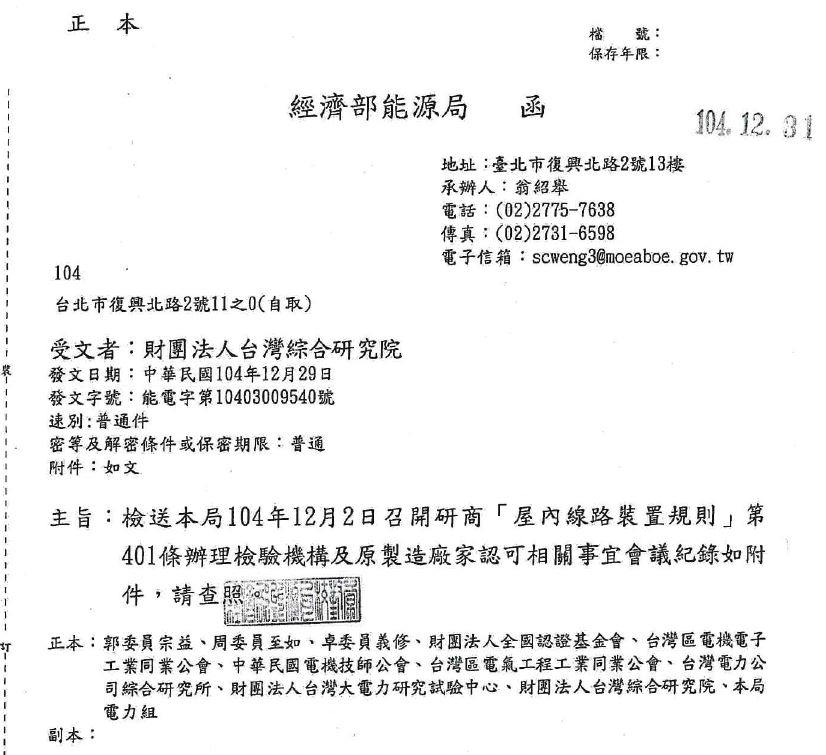 正 本
檔 號：
保存年限：
經濟部能源局 函
104. 12. 31
地址：臺北市復興北路2號13樓
承辦人：翁紹舉
電話：(02)2775-7638
傳真：(02)2731-6598
電子信箱：scweng3@moeaboe.gov.tw
104
台北市復興北路2號11之0(自取)
受文者：財團法人台灣綜合研究院
發文日期：中華民國104年12月29日
裝
發文字號：能電字第10403009540號
速別：普通件
密等及解密條件或保密期限：普通
附件：如文
主旨：檢送本局104年12月2日召開研商「屋內線路裝置規則」第
401條辦理檢驗機構及原製造廠家認可相關事宜會議紀錄如附
件，請查照。
訂
正本：郭委員宗益、周委員至如、卓委員義修、財團法人全國認證基金會、台灣區電機電子
工業同業公會、中華民國電機技師公會、台灣區電氣工程工業同業公會、台灣電力公
司綜合研究所、財團法人台灣大電力研究試驗中心、財團法人台灣綜合研究院、本局
電力組
副本：